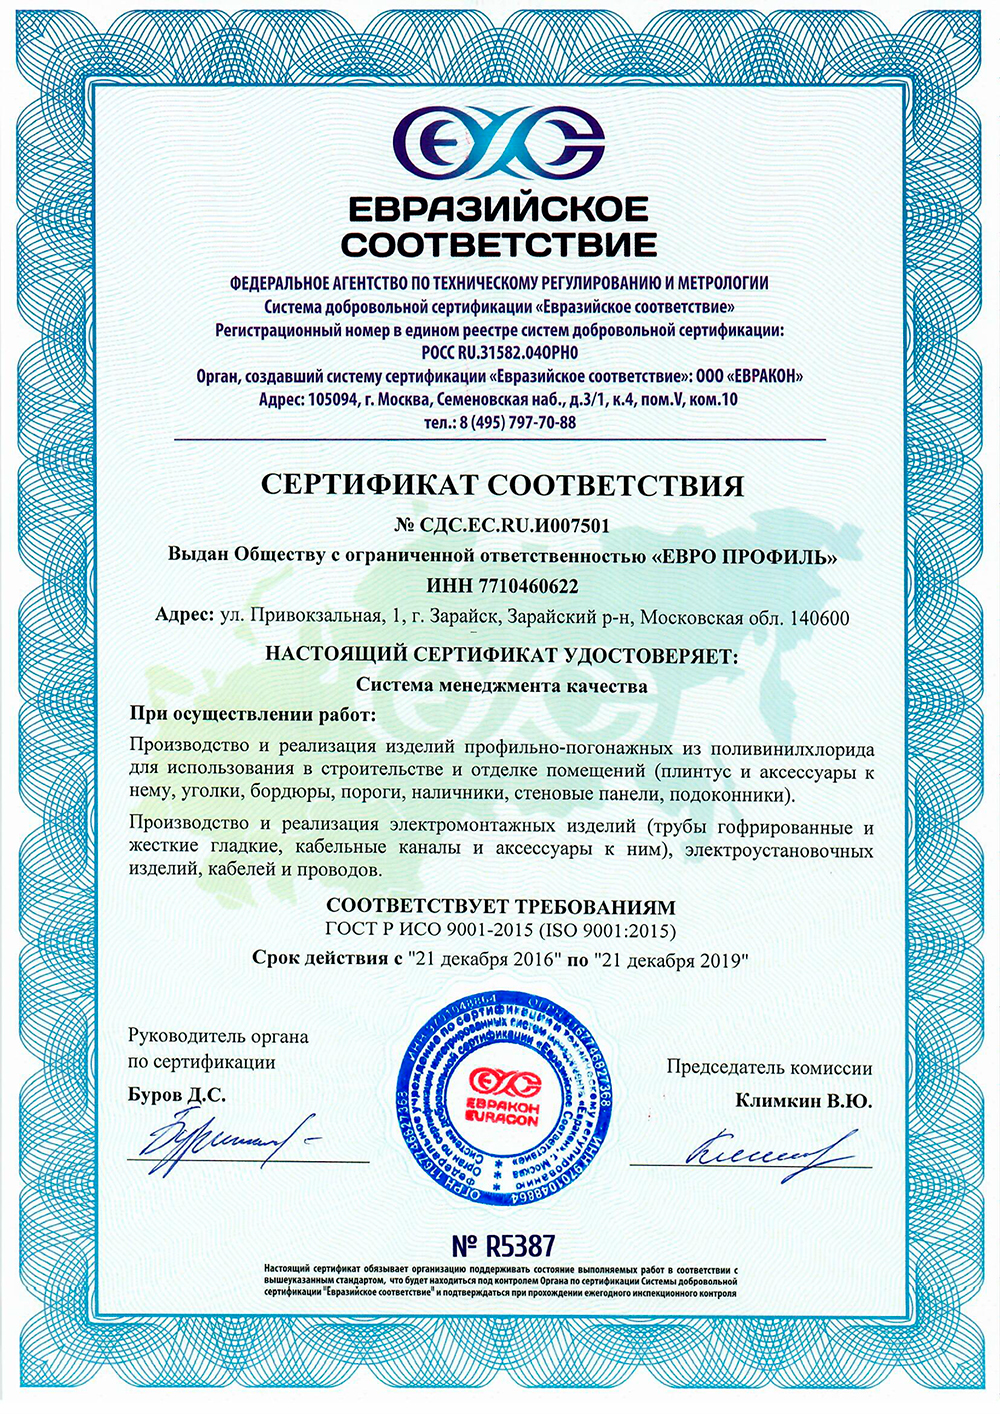 ЕВРАЗИЙСКОЕ
СООТВЕТСТВИЕ
ФЕДЕРАЛЬНОЕ АГЕНТСТВО ПО ТЕХНИЧЕСКОМУ РЕГУЛИРОВАНИЮ И МЕТРОЛОГИИ
Система добровольной сертификации «Евразийское соответствие»
Регистрационный номер в едином реестре систем добровольной сертификации:
РОСС RU.31582.04ОРН0
Орган, создавший систему сертификации «Евразийское соответствие»: ООО «ЕВРАКОН»
Адрес: 105094, г. Москва, Семеновская наб., д.3/1, к.4, пом.V, ком.10
тел.: 8 (495) 797-70-88
СЕРТИФИКАТ СООТВЕТСТВИЯ
№ СДС.ЕС.RU.И007501
Выдан Обществу с ограниченной ответственностью «ЕВРО ПРОФИЛЬ»
ИНН 7710460622
Адрес: ул. Привокзальная, 1, г. Зарайск, Зарайский р-н, Московская обл. 140600
НАСТОЯЩИЙ СЕРТИФИКАТ УДОСТОВЕРЯЕТ:
Система менеджмента качества
При осуществлении работ:
Производство и реализация изделий профильно-погонажных из поливинилхлорида
для использования в строительстве и отделке помещений (плинтус и аксессуары к
нему, уголки, бордюры, пороги, наличники, стеновые панели, подоконники).
Производство и реализация электромонтажных изделий (трубы гофрированные и
жесткие гладкие, кабельные каналы и аксессуары к ним), электроустановочных
изделий, кабелей и проводов.
СООТВЕТСТВУЕТ ТРЕБОВАНИЯМ
ГОСТ Р ИСО 9001-2015 (ISO 9001:2015)
Срок действия с "21 декабря 2016" по "21 декабря 2019"
Руководитель органа
по сертификации
Буров Д.С.
Председатель комиссии
Климкин В.Ю.
ЕВРАКОН
EURACON
№ R5387
Настоящий сертификат обязывает организацию поддерживать состояние выполняемых работ в соответствии с
вышеуказанным стандартом, что будет находиться под контролем Органа по сертификации Системы добровольной
сертификации "Евразийское соответствие" и подтверждаться при прохождении ежегодного инспекционного контроля